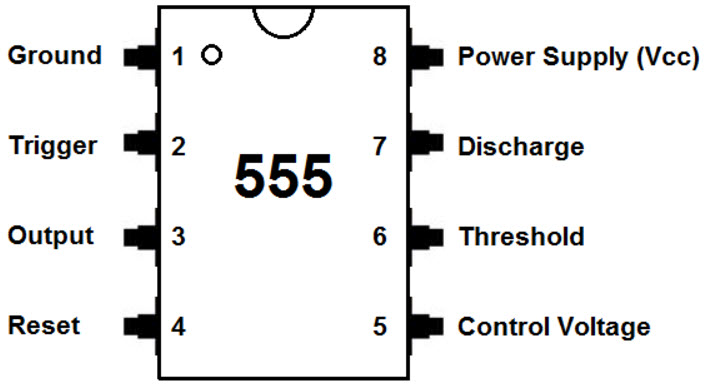 Ground 1 8 Power Supply (Vcc)
Trigger 2 7 Discharge
555
Output 3 6 Threshold
Reset 4 5 Control Voltage